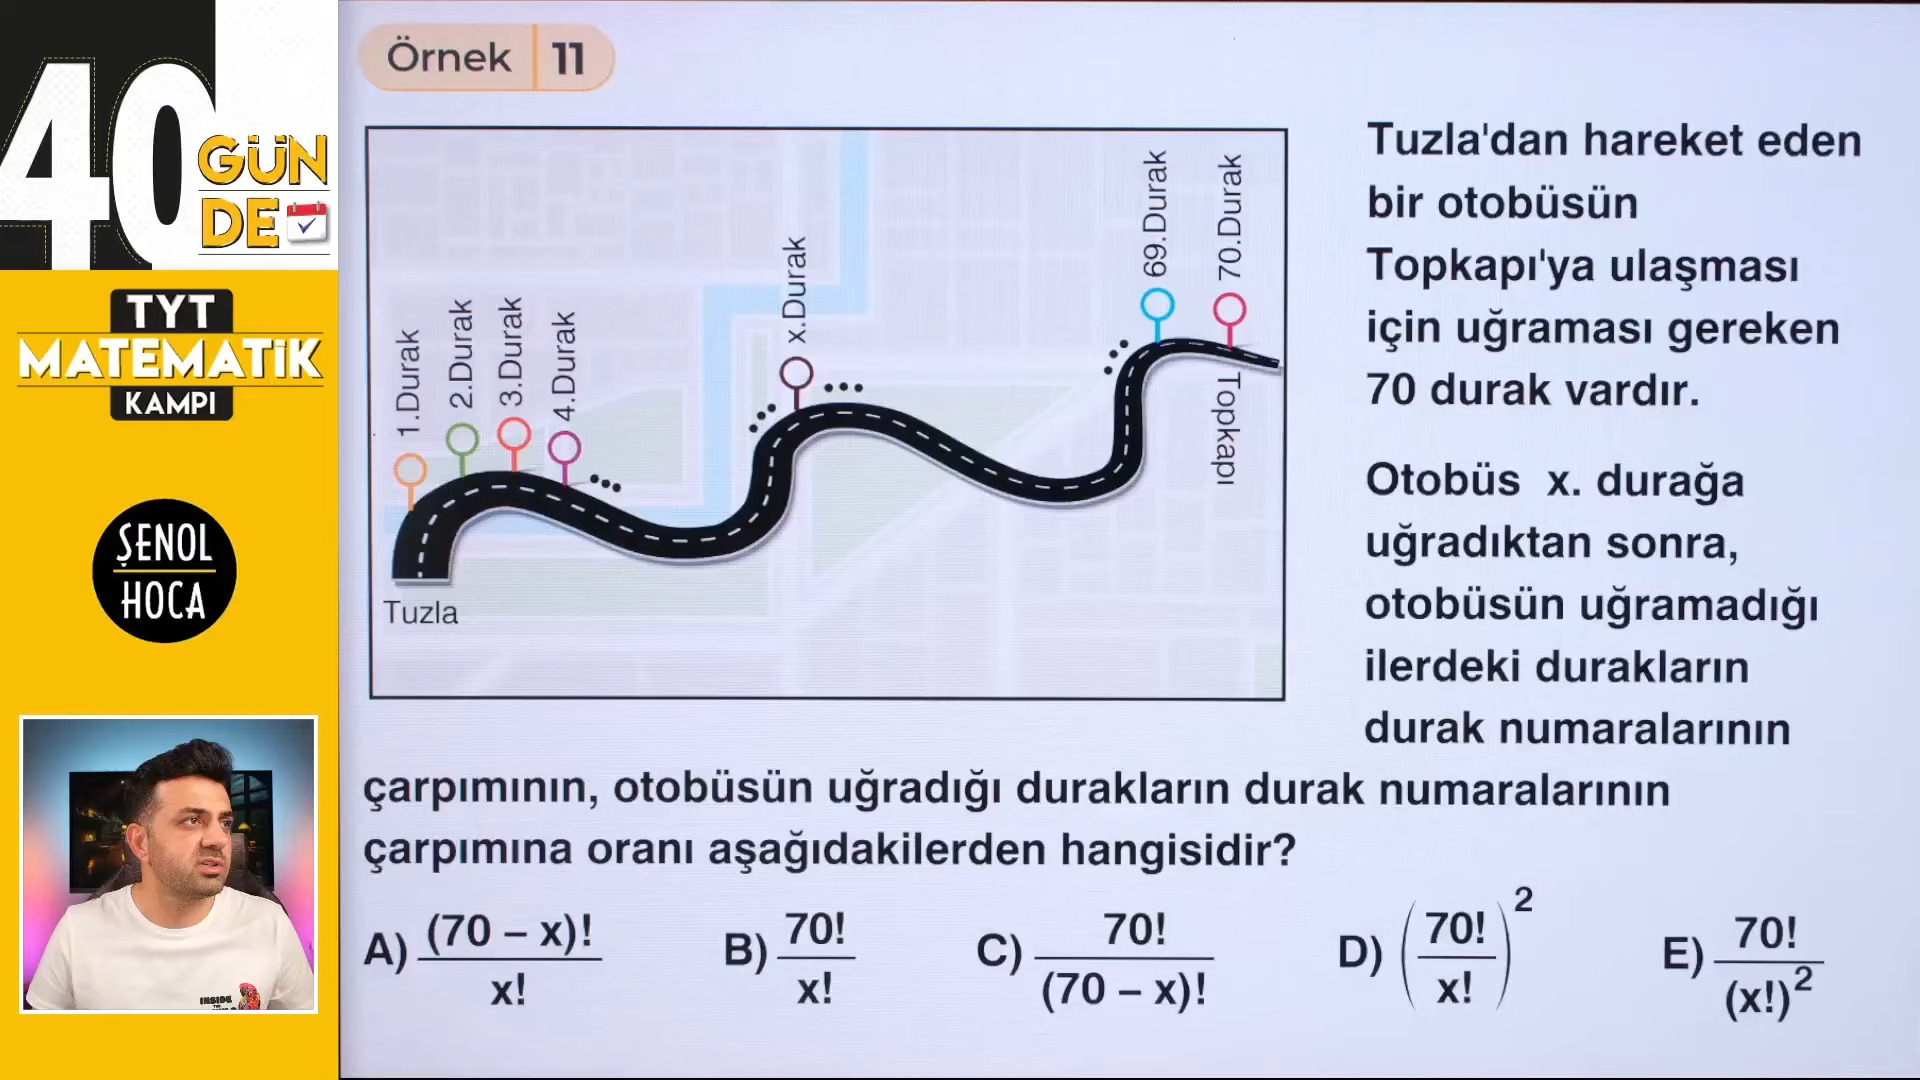 40
GÜN
DE
TYT
MATEMATİK
KAMPI
ŞENOL
HOCA
Örnek 11
1.Durak
2.Durak
3.Durak
4.Durak
x.Durak
69.Durak
70.Durak
Topkapı
Tuzla
Tuzla'dan hareket eden
bir otobüsün
Topkapı'ya ulaşması
için uğraması gereken
70 durak vardır.
Otobüs x. durağa
uğradıktan sonra,
otobüsün uğramadığı
ilerdeki durakların
durak numaralarının
çarpımının, otobüsün uğradığı durakların durak numaralarının
çarpımına oranı aşağıdakilerden hangisidir?
A) (70 – x)! / x!
B) 70! / x!
C) 70! / (70 – x)!
D) (70! / x!)²
E) 70! / (x!)²
INSIDE